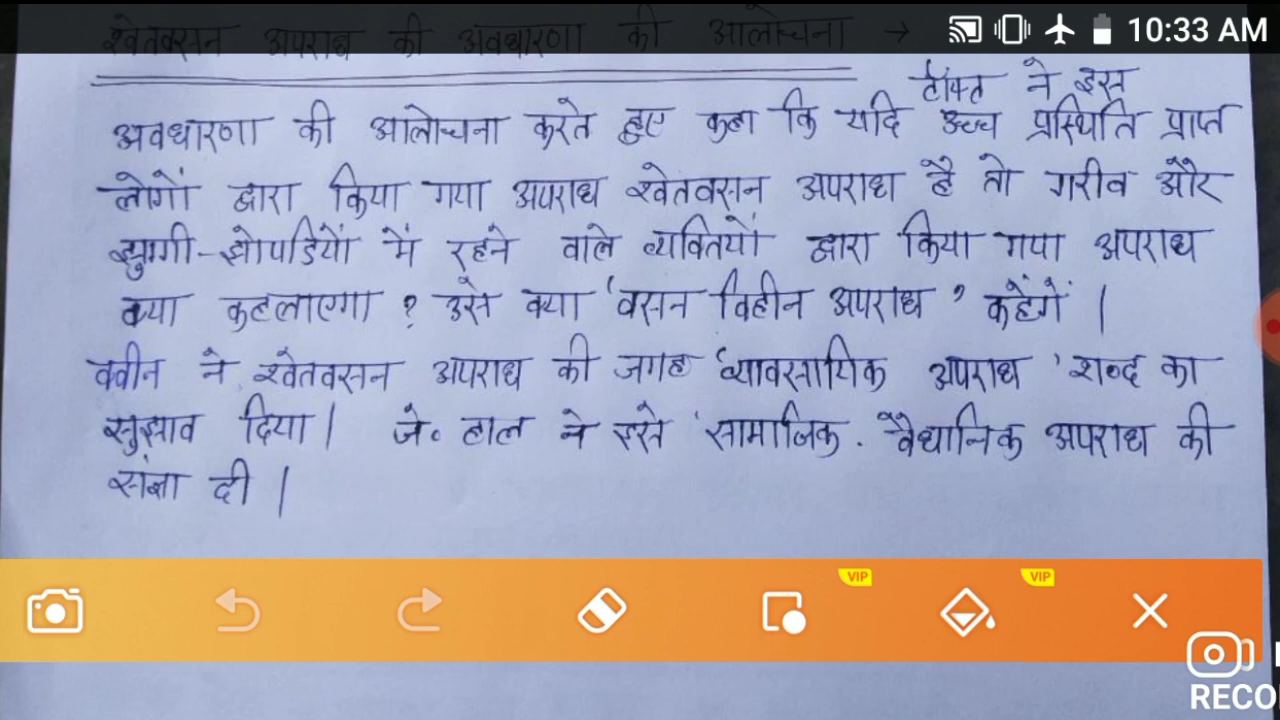 10:33 AM
श्वेतवसन अपराध की अवधारणा की आलोचना →
टॉफ्ट ने इस
अवधारणा की आलोचना करते हुए कहा कि यदि उच्च प्रस्थिति प्राप्त
लोगों द्वारा किया गया अपराध श्वेतवसन अपराध है तो गरीब और
झुग्गी-झोपडियों में रहने वाले व्यक्तियों द्वारा किया गया अपराध
क्या कहलाएगा ? उसे क्या 'वसन विहीन अपराध' कहेंगें |
क्वीन ने श्वेतवसन अपराध की जगह 'व्यावसायिक अपराध' शब्द का
सुझाव दिया | जे. हाल ने इसे 'सामाजिक. वैधानिक अपराध की
संज्ञा दी |
VIP VIP
RECO